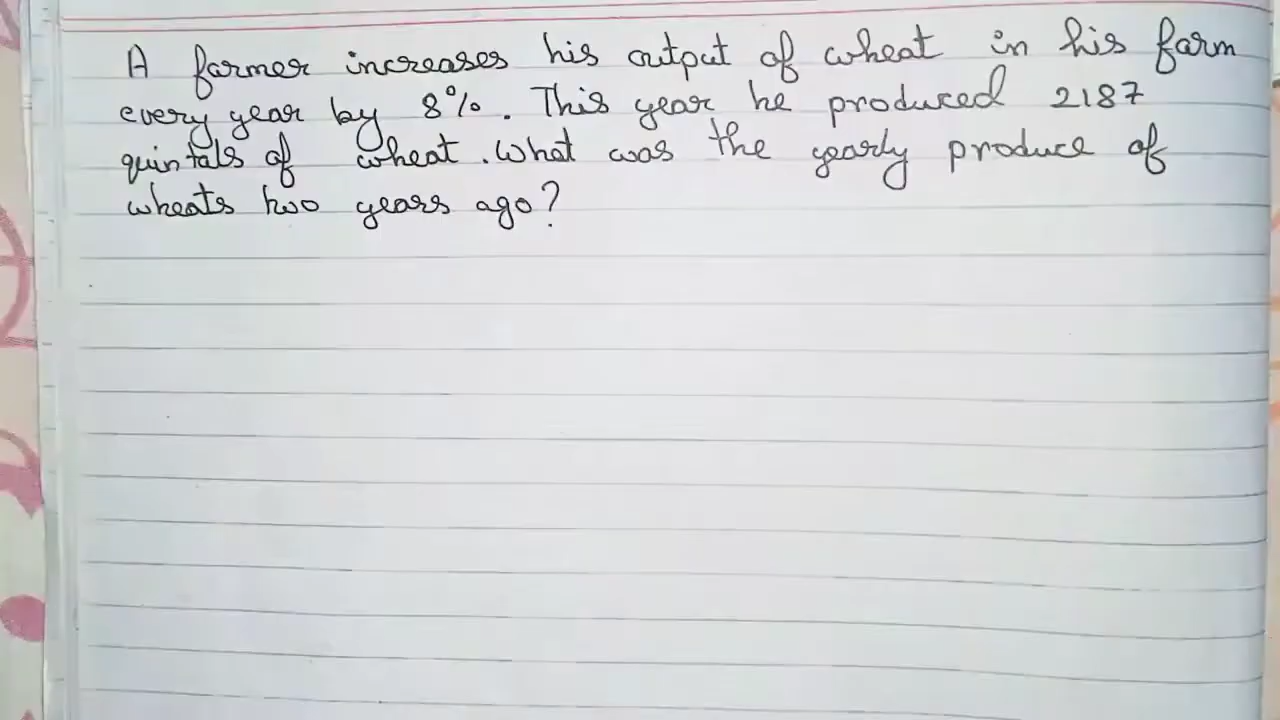 A farmer increases his output of wheat in his farm
every year by 8%. This year he produced 2187
quintals of wheat. What was the yearly produce of
wheats two years ago?